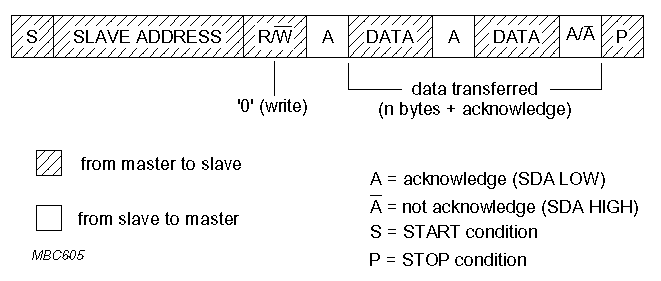 S SLAVE ADDRESS R/W̅ A DATA A DATA A/A̅ P
'0' (write)
data transferred
(n bytes + acknowledge)
from master to slave
from slave to master
MBC605
A = acknowledge (SDA LOW)
A̅ = not acknowledge (SDA HIGH)
S = START condition
P = STOP condition